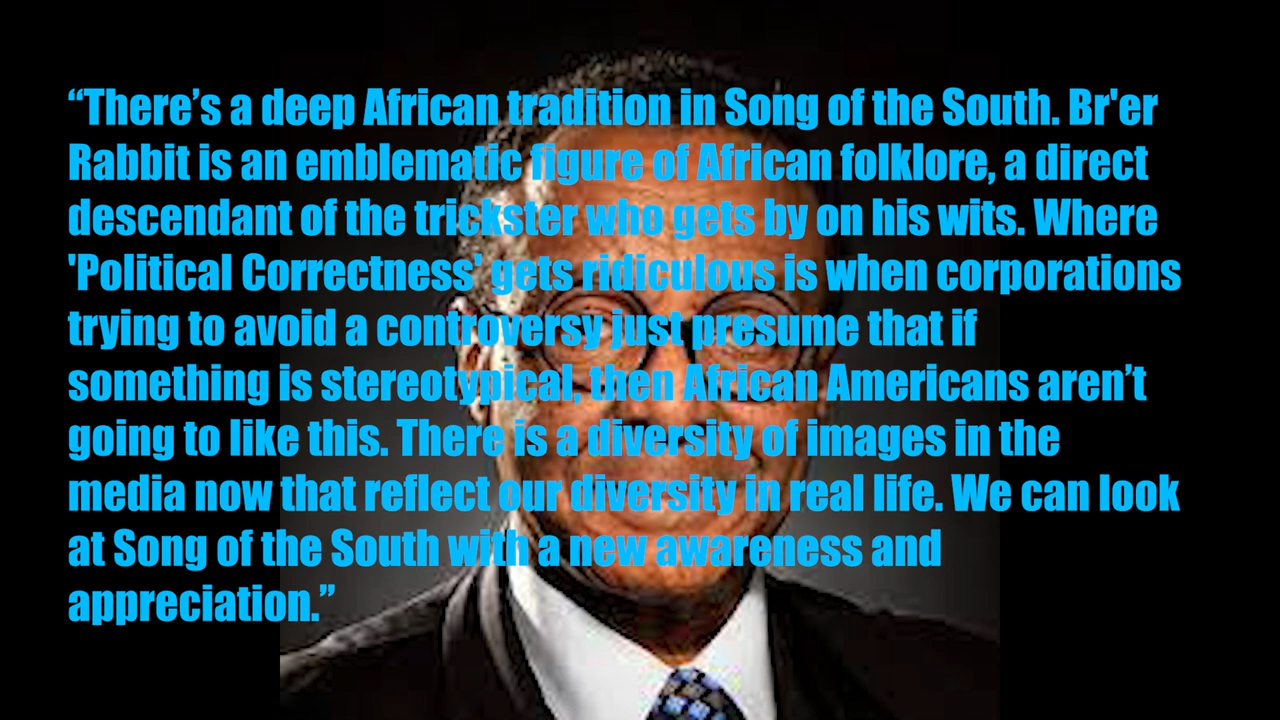 “There’s a deep African tradition in Song of the South. Br'er
Rabbit is an emblematic figure of African folklore, a direct
descendant of the trickster who gets by on his wits. Where
'Political Correctness' gets ridiculous is when corporations
trying to avoid a controversy just presume that if
something is stereotypical, then African Americans aren’t
going to like this. There is a diversity of images in the
media now that reflect our diversity in real life. We can look
at Song of the South with a new awareness and
appreciation.”